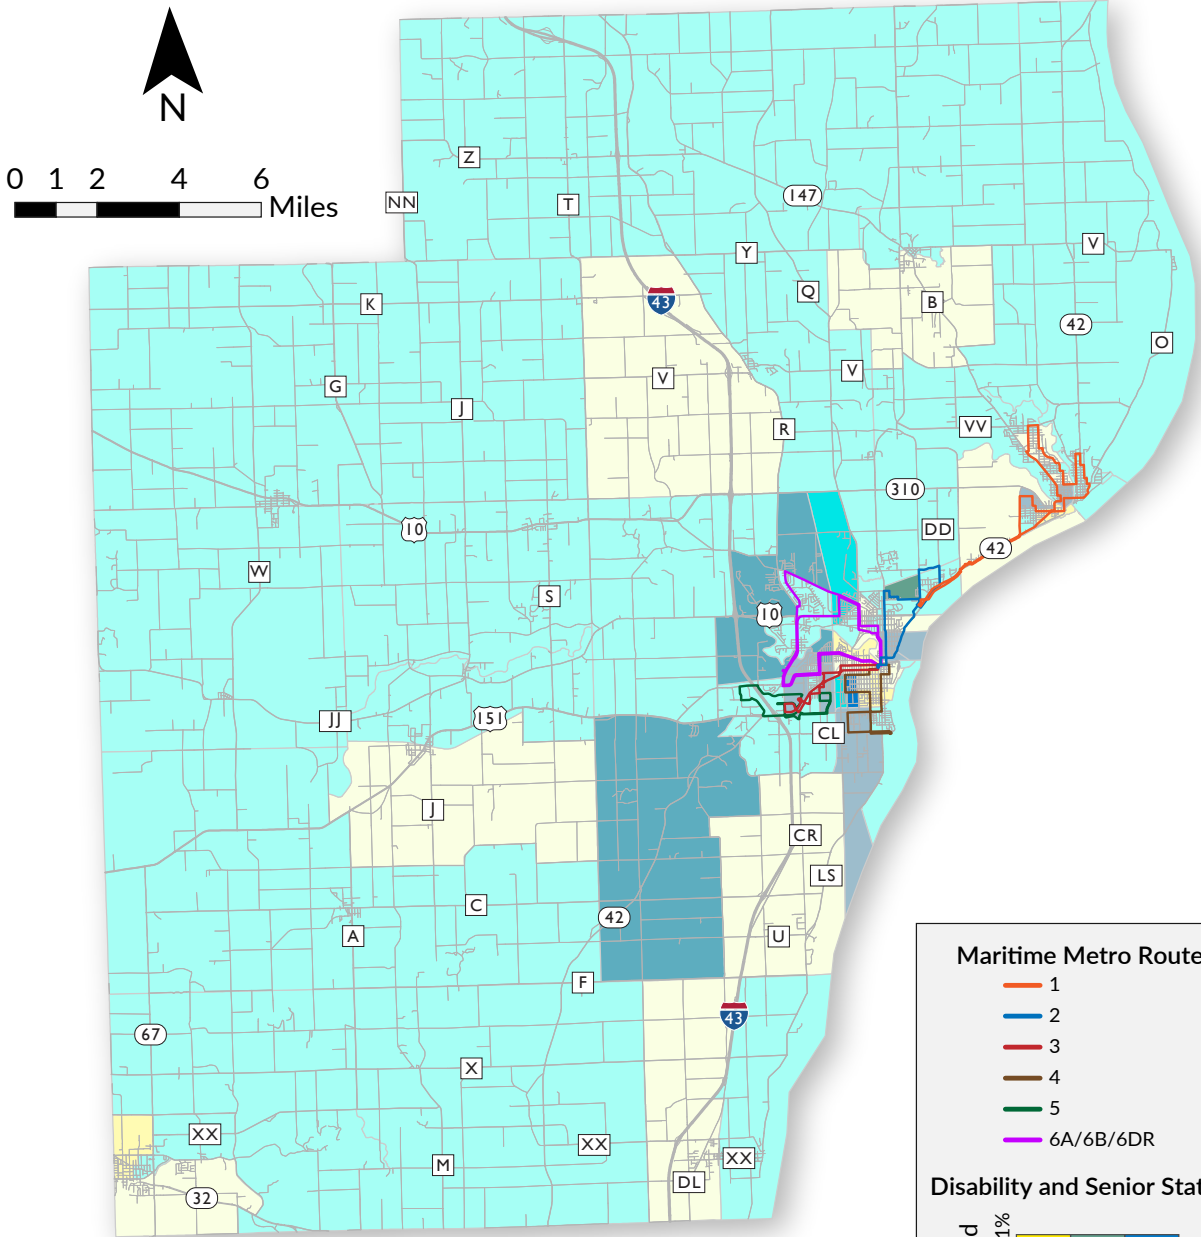 N
0 1 2 4 6
Miles
Z
NN
T
147
Y
V
K
43
Q
B
42
O
G
J
V
V
R
VV
310
10
DD
42
W
S
10
JJ
151
CL
J
CR
LS
C
A
42
U
F
67
43
X
XX
XX
XX
M
DL
32
Maritime Metro Route
1
2
3
4
5
6A/6B/6DR
Disability and Senior Stat
d
1%